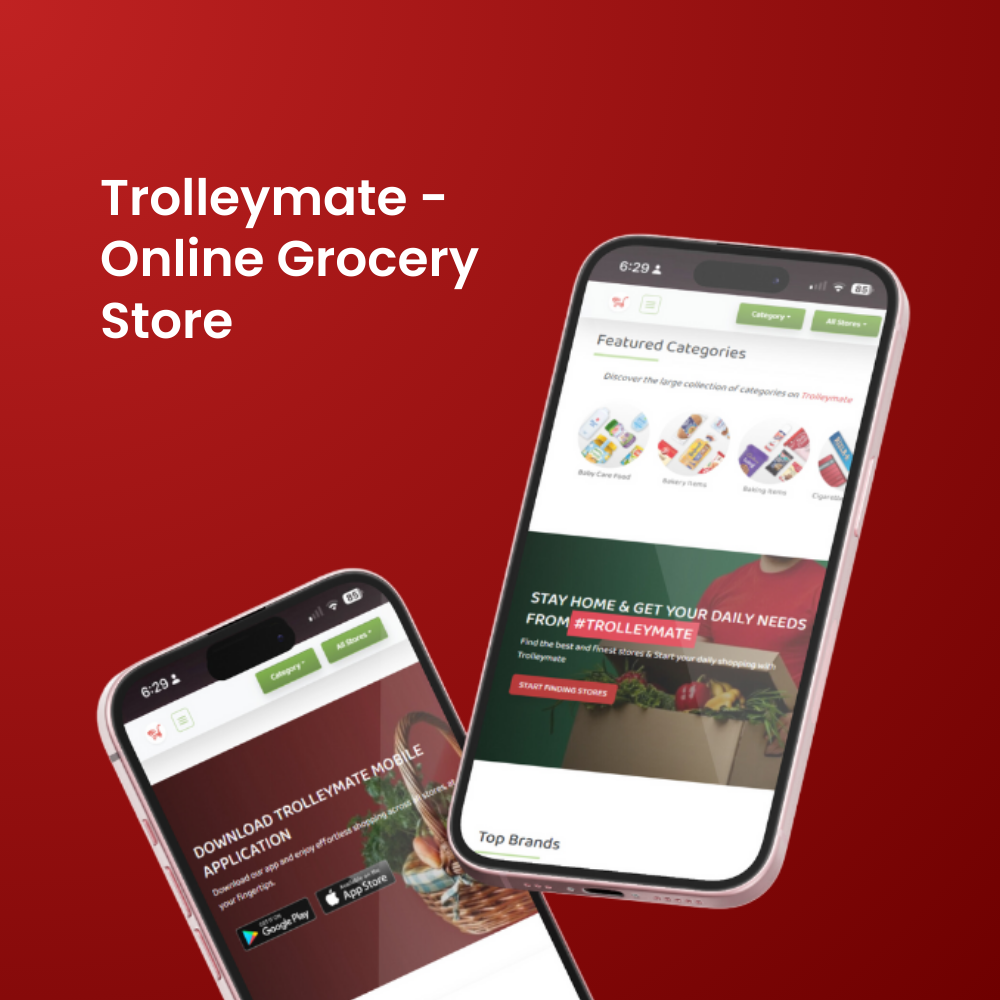 Trolleymate -
Online Grocery
Store
6:29
85
Category
All Stores
Featured Categories
Discover the large collection of categories on Trolleymate
Baby Care Food
Bakery Items
Baking Items
STAY HOME & GET YOUR DAILY NEEDS
FROM #TROLLEYMATE
Find the best and finest stores & Start your daily shopping with
Trolleymate
START FINDING STORES
Top Brands
6:29
85
Category
All Stores
DOWNLOAD TROLLEYMATE MOBILE
APPLICATION
Download our app and enjoy effortless shopping across all stores, at
your fingertips.
GET IT ON
Google Play
Available on the
App Store